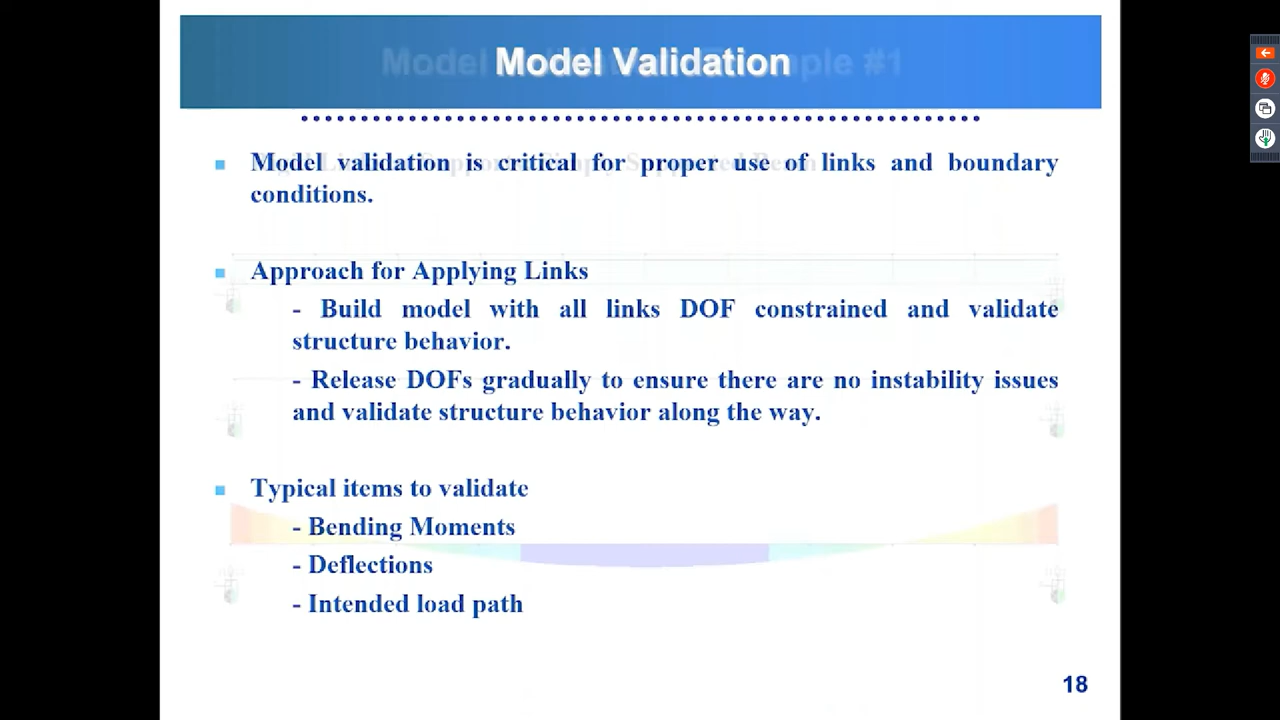 Model Validation
Model validation is critical for proper use of links and boundary
conditions.
Approach for Applying Links
- Build model with all links DOF constrained and validate
structure behavior.
- Release DOFs gradually to ensure there are no instability issues
and validate structure behavior along the way.
Typical items to validate
- Bending Moments
- Deflections
- Intended load path
18